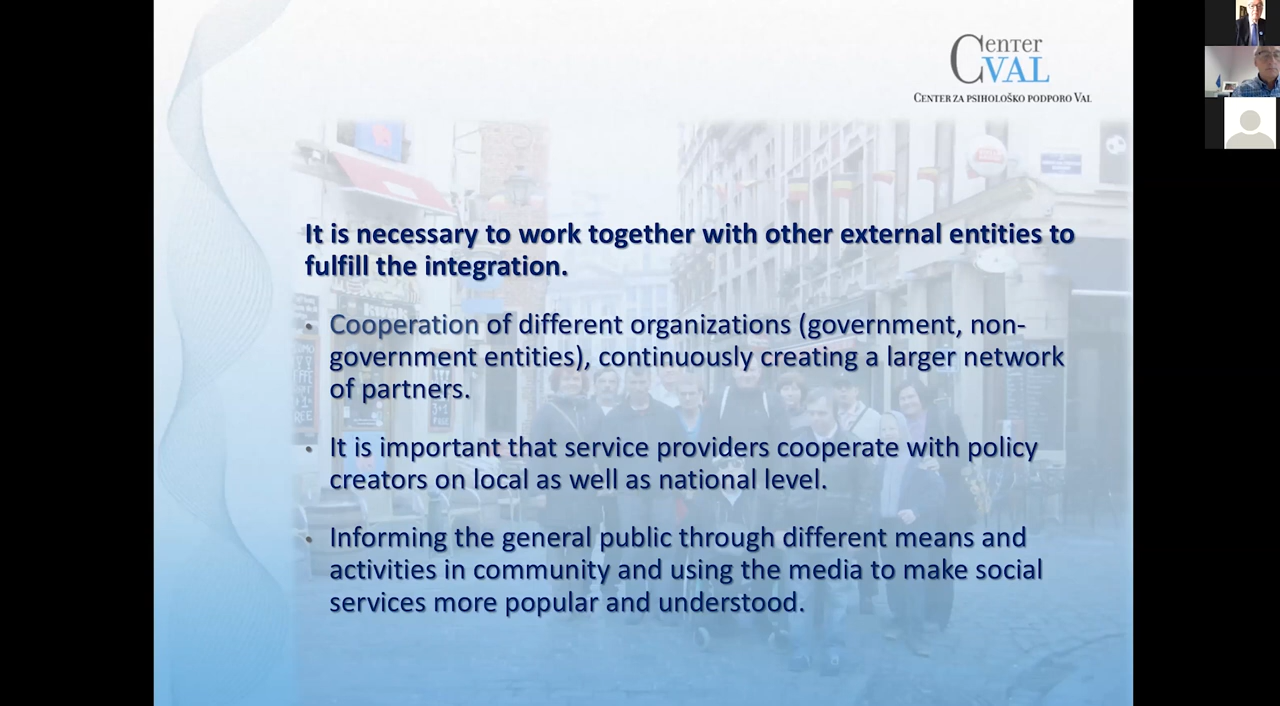 Center
VAL
CENTER ZA PSIHOLOŠKO PODPORO VAL
It is necessary to work together with other external entities to
fulfill the integration.
• Cooperation of different organizations (government, non-
government entities), continuously creating a larger network
of partners.
• It is important that service providers cooperate with policy
creators on local as well as national level.
• Informing the general public through different means and
activities in community and using the media to make social
services more popular and understood.